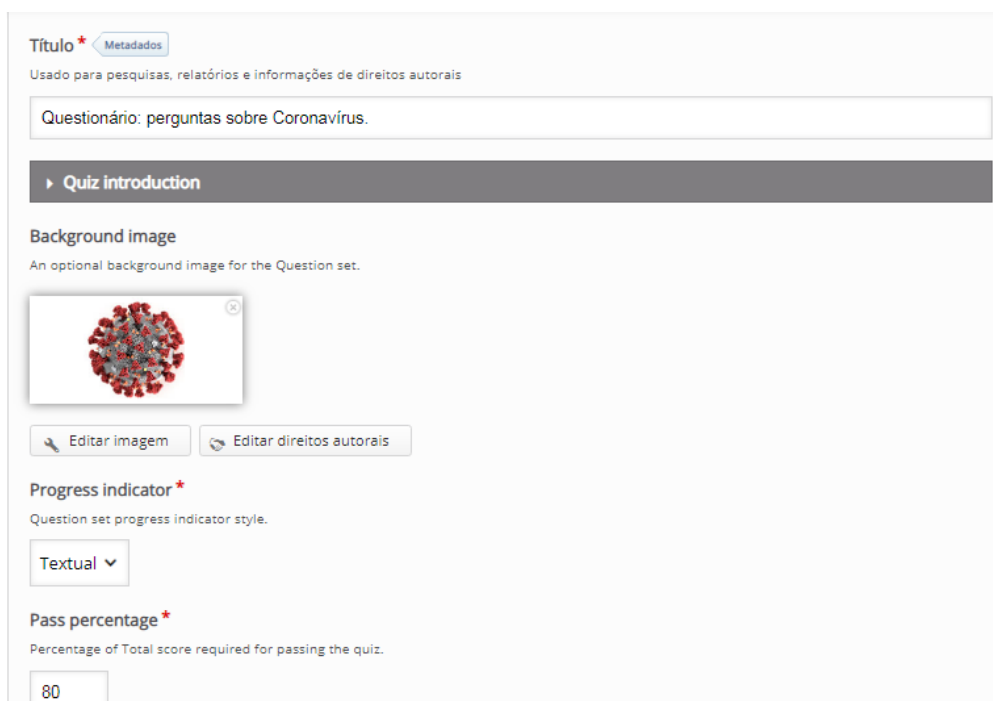 Título * Metadados
Usado para pesquisas, relatórios e informações de direitos autorais
Questionário: perguntas sobre Coronavírus.
Quiz introduction
Background image
An optional background image for the Question set.
Editar imagem Editar direitos autorais
Progress indicator *
Question set progress indicator style.
Textual
Pass percentage *
Percentage of Total score required for passing the quiz.
80